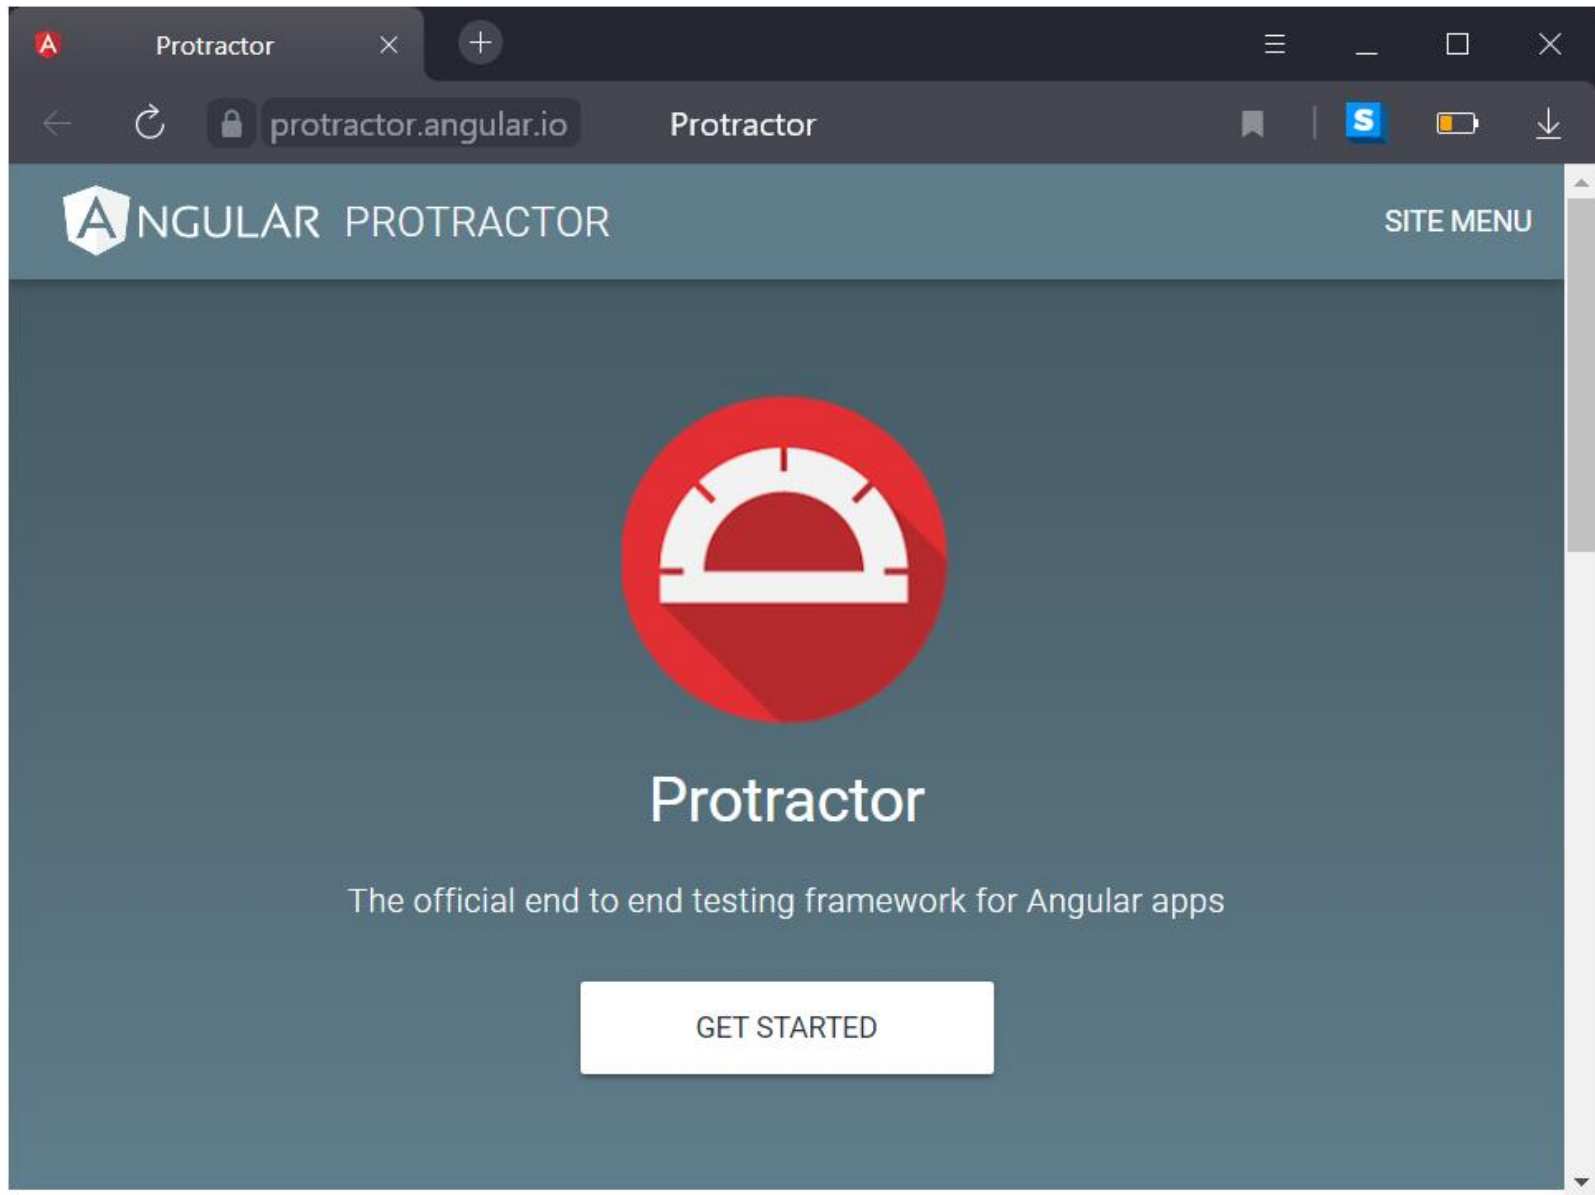 Protractor
protractor.angular.io Protractor S
ANGULAR PROTRACTOR SITE MENU
Protractor
The official end to end testing framework for Angular apps
GET STARTED